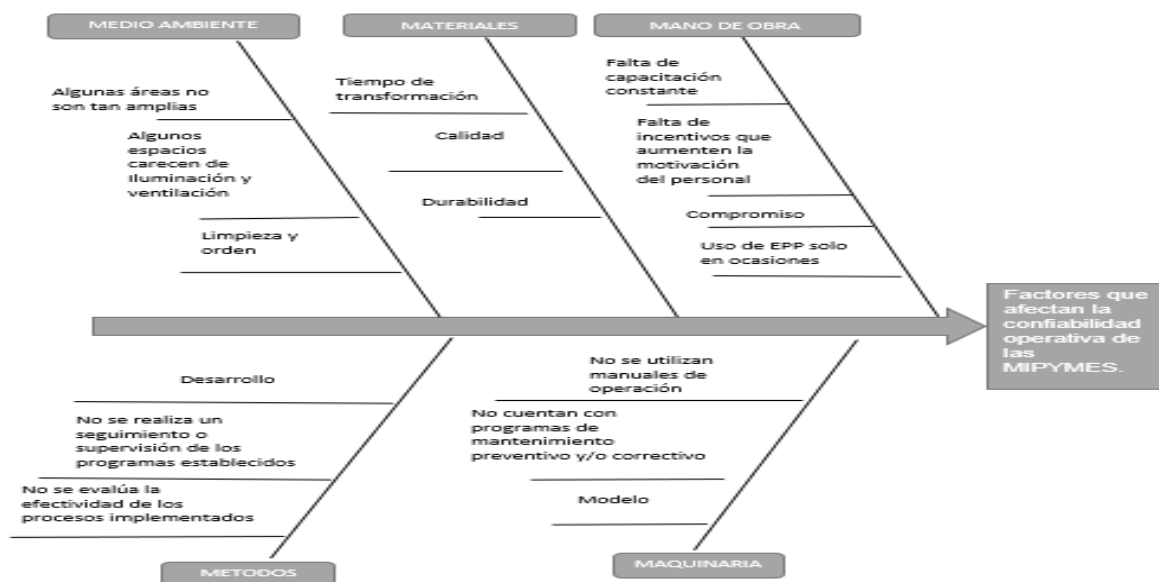 MEDIO AMBIENTE
Algunas áreas no
son tan amplias
Algunos
espacios
carecen de
Iluminación y
ventilación
Limpieza y
orden
MATERIALES
Tiempo de
transformación
Calidad
Durabilidad
MANO DE OBRA
Falta de
capacitación
constante
Falta de
incentivos que
aumenten la
motivación
del personal
Compromiso
Uso de EPP solo
en ocasiones
Factores que
afectan la
confiabilidad
operativa de
las
MIPYMES.
Desarrollo
No se realiza un
seguimiento o
supervisión de los
programas establecidos
No se evalúa la
efectividad de los
procesos implementados
METODOS
No se utilizan
manuales de
operación
No cuentan con
programas de
mantenimiento
preventivo y/o correctivo
Modelo
MAQUINARIA